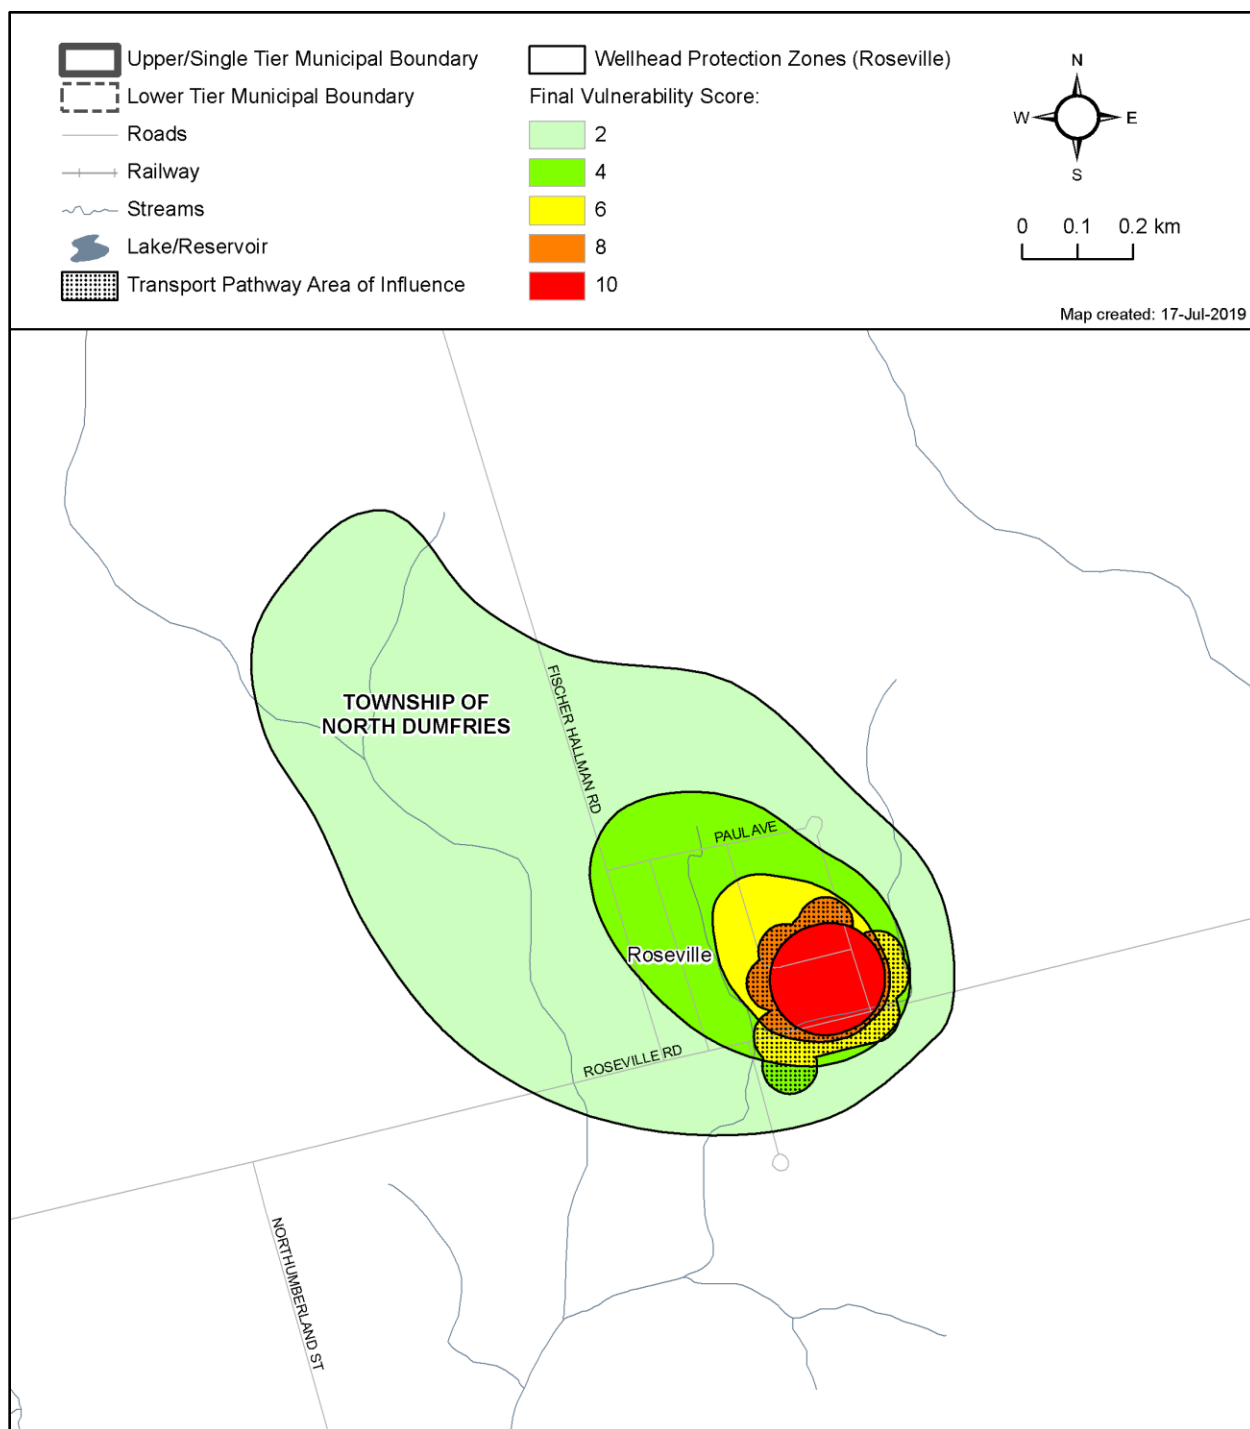 Upper/Single Tier Municipal Boundary
Lower Tier Municipal Boundary
Roads
Railway
Streams
Lake/Reservoir
Transport Pathway Area of Influence
Wellhead Protection Zones (Roseville)
Final Vulnerability Score:
2
4
6
8
10
N
W E
S
0 0.1 0.2 km
Map created: 17-Jul-2019
TOWNSHIP OF
NORTH DUMFRIES
FISCHER HALLMAN RD
PAUL AVE
Roseville
ROSEVILLE RD
NORTHUMBERLAND ST